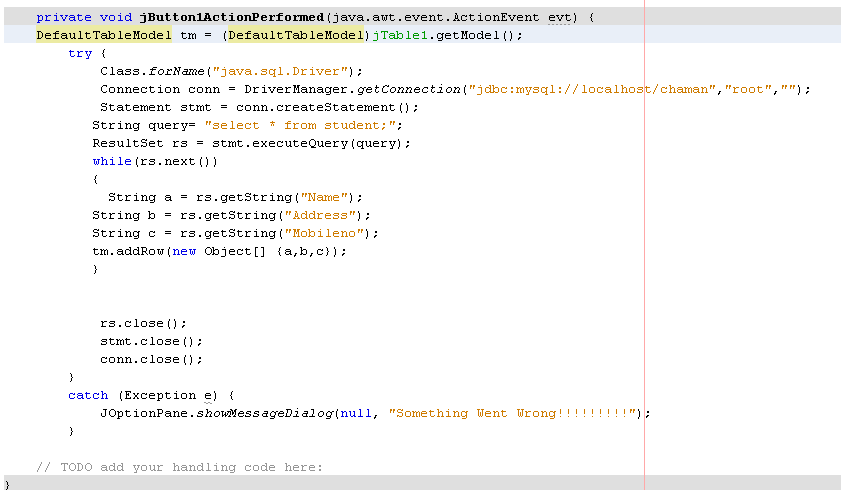 private void jButton1ActionPerformed(java.awt.event.ActionEvent evt) {
DefaultTableModel tm = (DefaultTableModel)jTable1.getModel();
try {
Class.forName("java.sql.Driver");
Connection conn = DriverManager.getConnection("jdbc:mysql://localhost/chaman","root","");
Statement stmt = conn.createStatement();
String query= "select * from student;";
ResultSet rs = stmt.executeQuery(query);
while(rs.next())
{
String a = rs.getString("Name");
String b = rs.getString("Address");
String c = rs.getString("Mobileno");
tm.addRow(new Object[] {a,b,c});
}
rs.close();
stmt.close();
conn.close();
}
catch (Exception e) {
JOptionPane.showMessageDialog(null, "Something Went Wrong!!!!!!!!!");
}
// TODO add your handling code here:
}